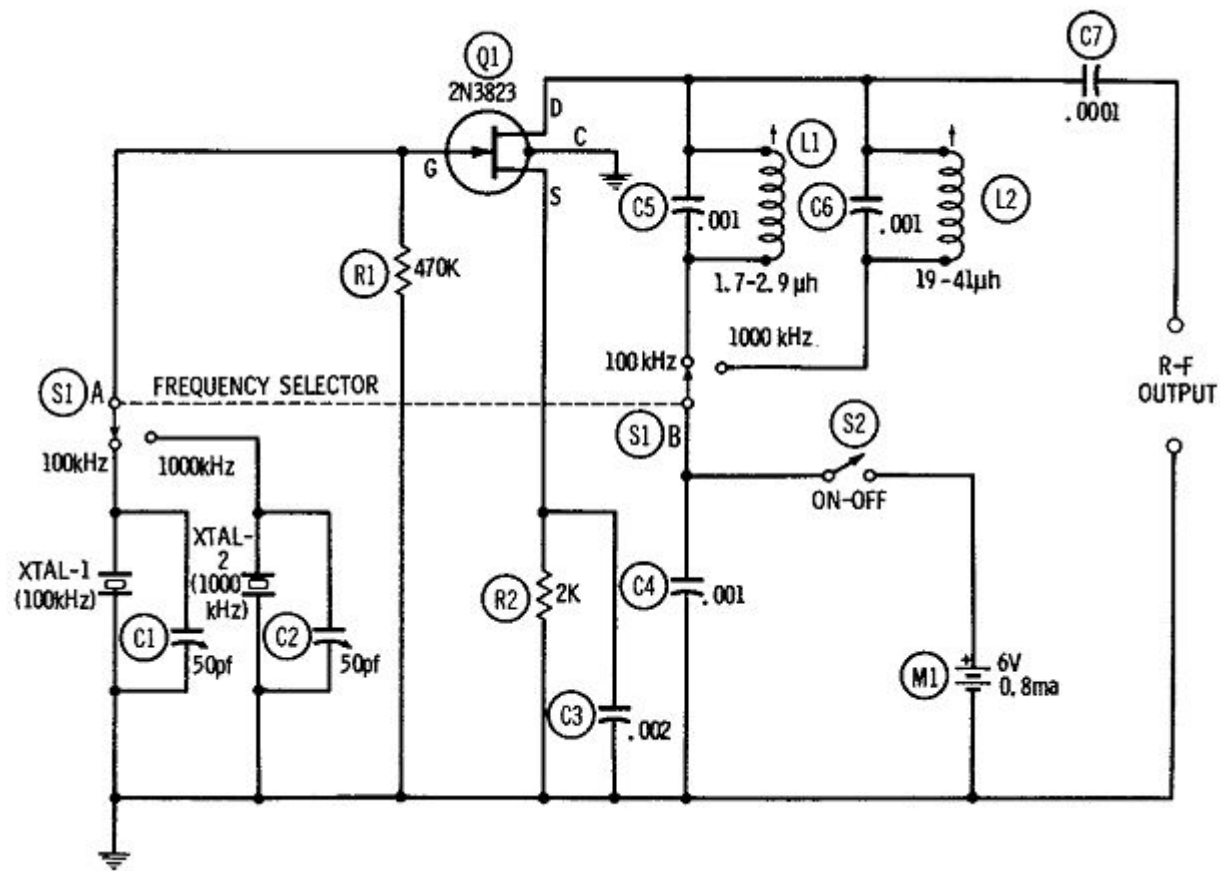 C7
.0001
Q1
2N3823
D
C
G
S
L1
C5
.001
C6
.001
L2
R1
470K
1.7-2.9 µh
19-41µh
1000 kHz
100 kHz
R-F
OUTPUT
S1 A
FREQUENCY SELECTOR
S1 B
S2
ON-OFF
100kHz
1000kHz
XTAL-1
(100kHz)
XTAL-
2
(1000
kHz)
C1
50pf
C2
50pf
R2
2K
C3
.002
C4
.001
M1
+
6V
0.8ma